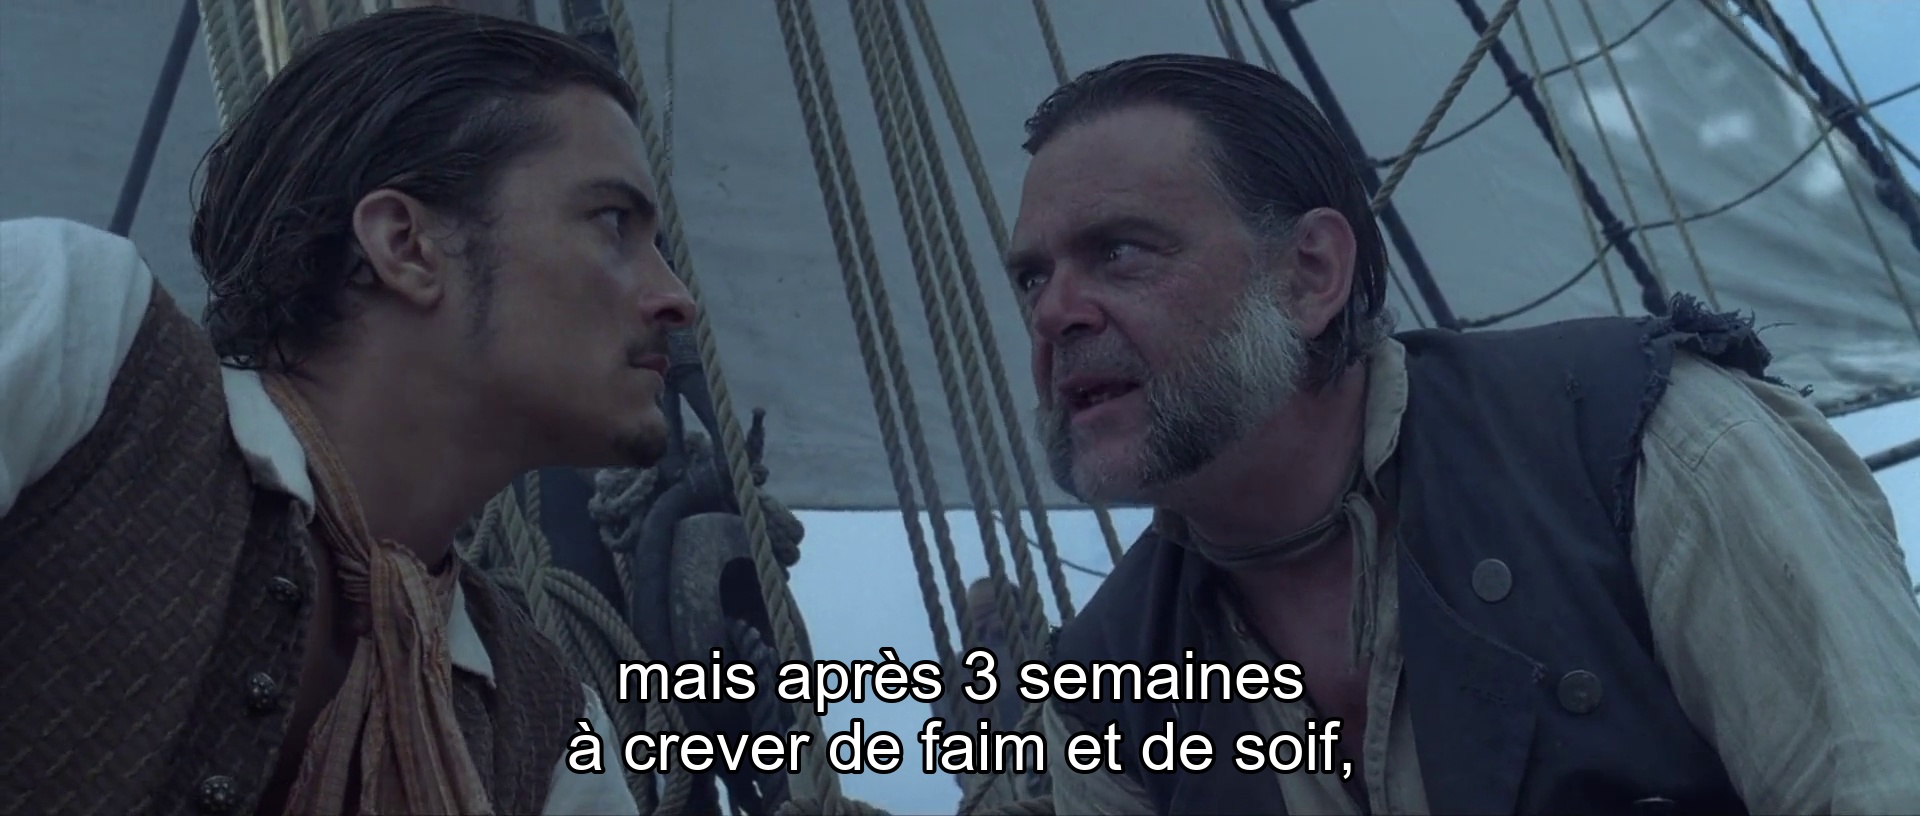 mais après 3 semaines
à crever de faim et de soif,